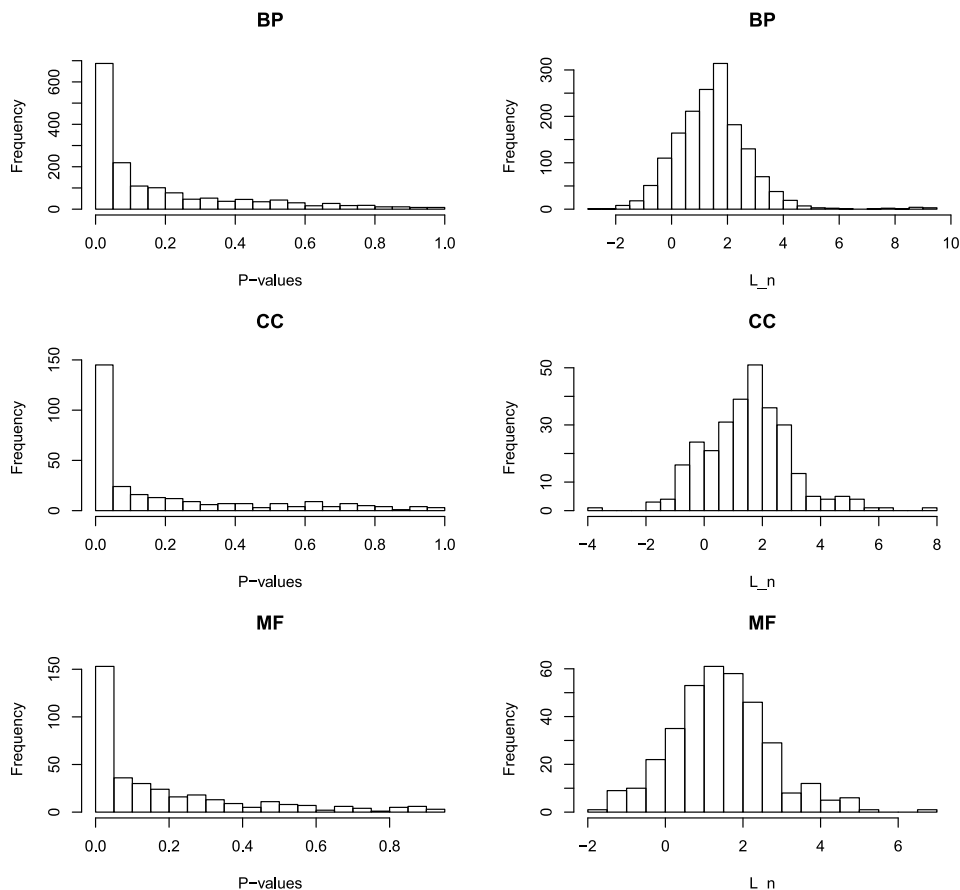 BP
Frequency
0 200 400 600
0.0 0.2 0.4 0.6 0.8 1.0
P−values
BP
Frequency
0 100 200 300
−2 0 2 4 6 8 10
L_n
CC
Frequency
0 50 100 150
0.0 0.2 0.4 0.6 0.8 1.0
P−values
CC
Frequency
0 10 30 50
−4 −2 0 2 4 6 8
L_n
MF
Frequency
0 50 100 150
0.0 0.2 0.4 0.6 0.8
P−values
MF
Frequency
0 20 40 60
−2 0 2 4 6
L_n